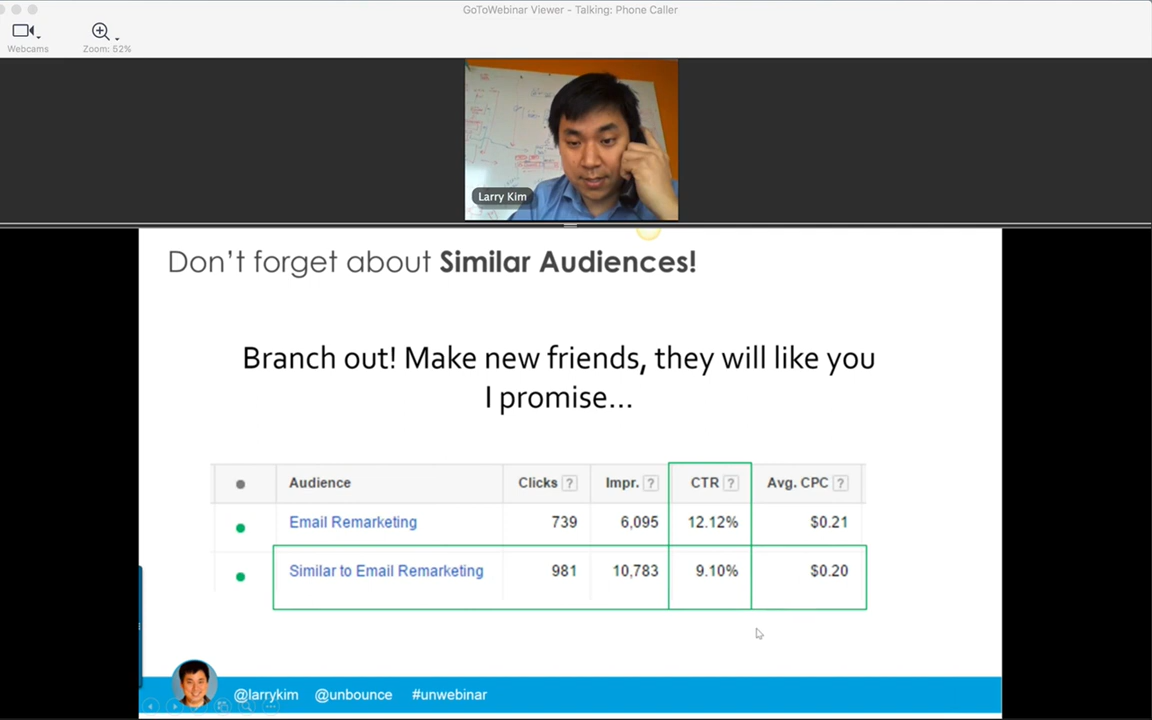 GoToWebinar Viewer - Talking: Phone Caller
Webcams
Zoom: 52%
Larry Kim
Don't forget about Similar Audiences!
Branch out! Make new friends, they will like you
I promise...
Audience Clicks ? Impr. ? CTR ? Avg. CPC ?
Email Remarketing 739 6,095 12.12% $0.21
Similar to Email Remarketing 981 10,783 9.10% $0.20
@larrykim @unbounce #unwebinar